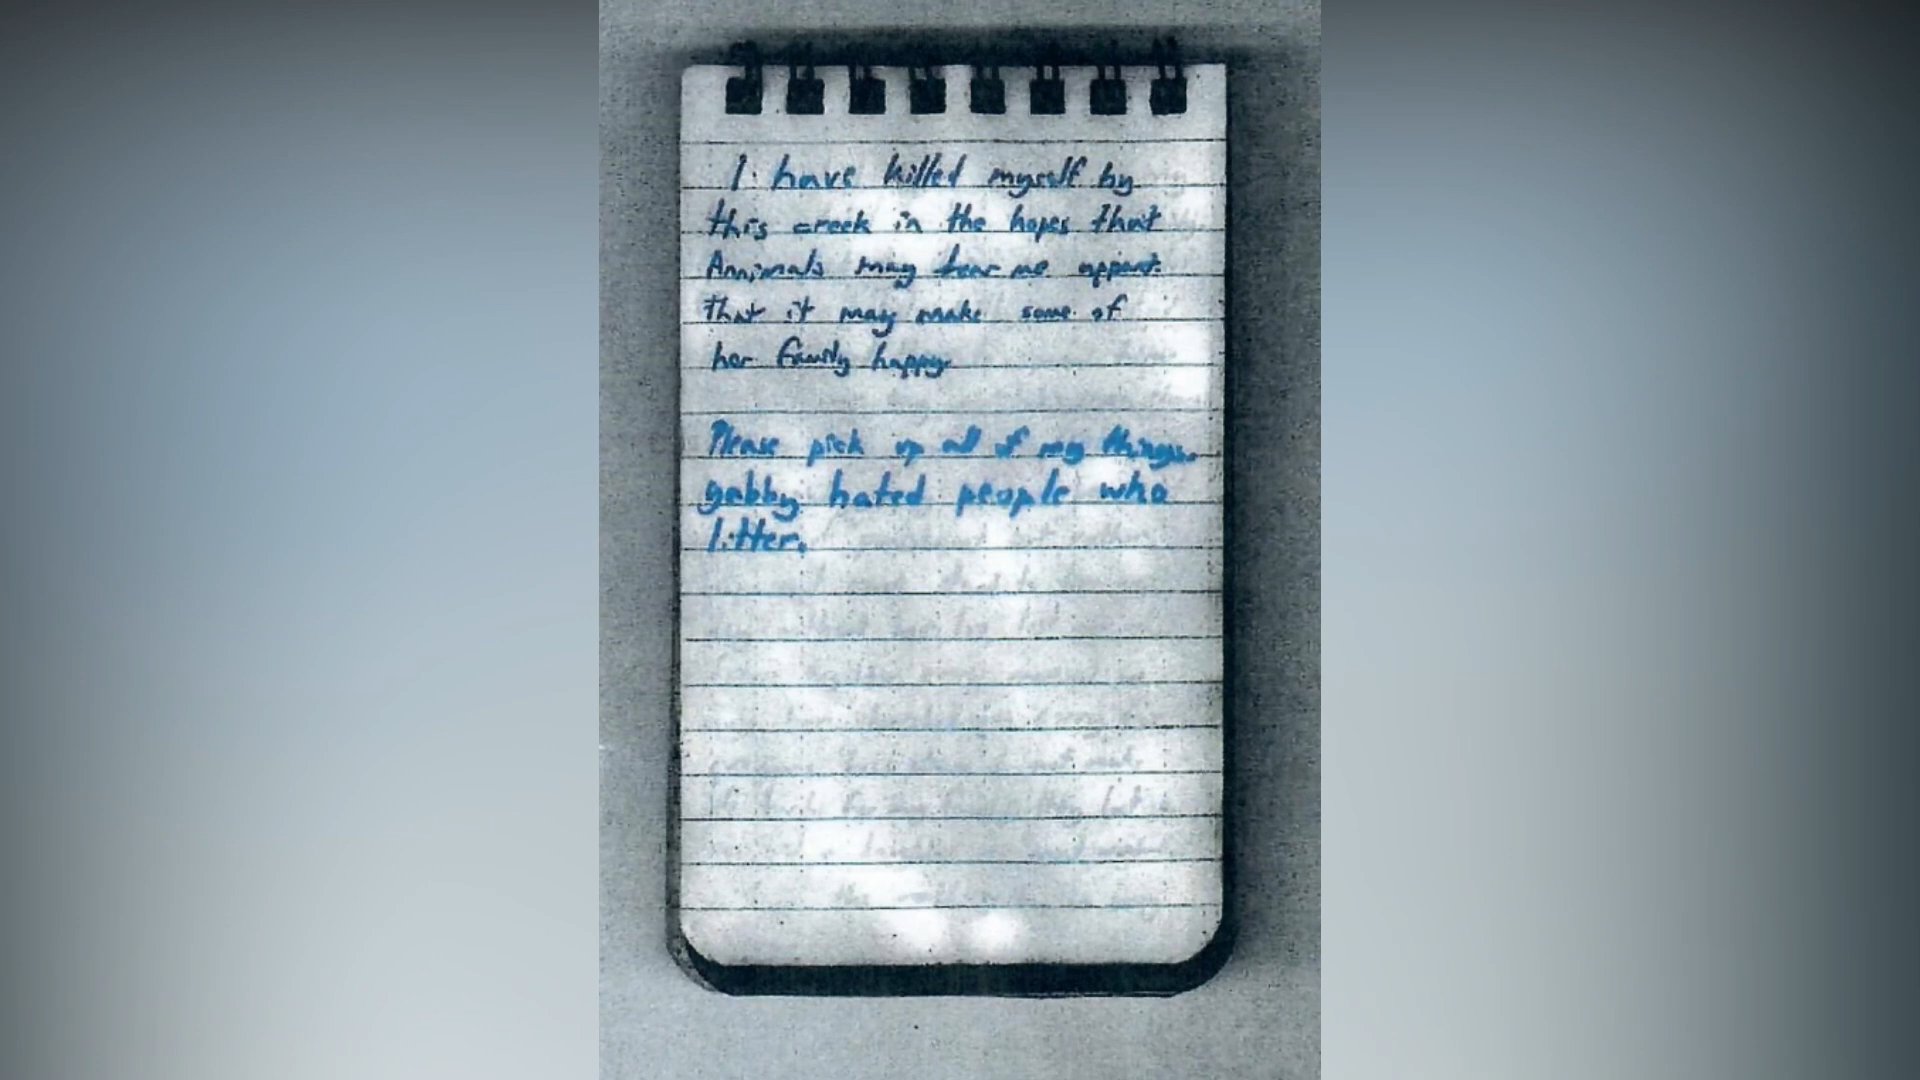 I have killed myself by
this creek in the hopes that
Annimals may tear me appart.
that it may make some of
her family happy.
Please pick up all of my things.
gabby hated people who
litter.